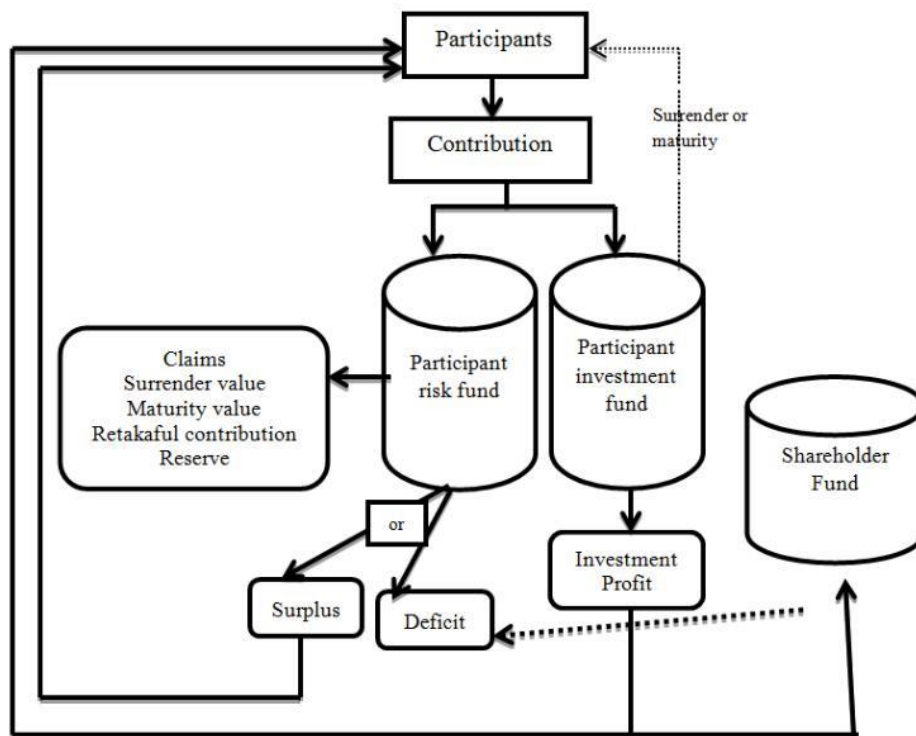 Participants
Contribution
Surrender or
maturity
Claims
Surrender value
Maturity value
Retakaful contribution
Reserve
Participant
risk fund
Participant
investment
fund
Shareholder
Fund
or
Surplus
Deficit
Investment
Profit